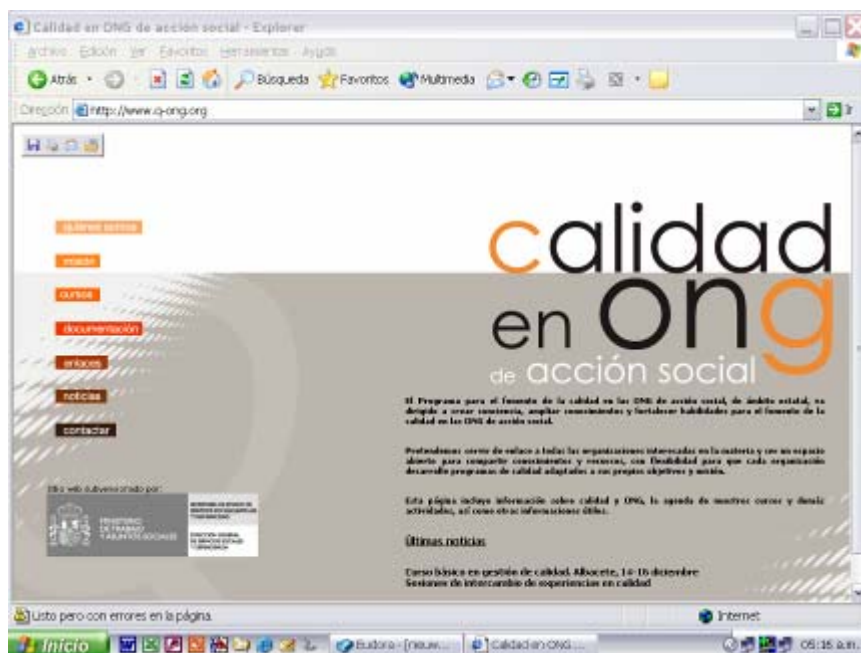 Calidad en ONG de acción social - Explorer
Archivo Edición Ver Favoritos Herramientas Ayuda
Atrás Búsqueda Favoritos Multimedia
Dirección http://www.q-ong.org Ir
quiénes somos
misión
cursos
documentación
enlaces
noticias
contactar
calidad
en ong
de acción social
El Programa para el fomento de la calidad en las ONG de acción social, de ámbito estatal, va
dirigido a crear conciencia, ampliar conocimientos y fortalecer habilidades para el fomento de la
calidad en las ONG de acción social.
Pretendemos servir de enlace a todas las organizaciones interesadas en la materia y ser un espacio
abierto para compartir conocimientos y recursos, con flexibilidad para que cada organización
desarrolle programas de calidad adaptados a sus propios objetivos y misión.
Esta página incluye información sobre calidad y ONG, la agenda de nuestros cursos y demás
actividades, así como otras informaciones útiles.
Últimas noticias
Curso básico en gestión de calidad. Albacete, 14-16 diciembre
Sesiones de intercambio de experiencias en calidad
Sitio web subvencionado por:
MINISTERIO
DE TRABAJO
Y ASUNTOS SOCIALES
Listo pero con errores en la página. Internet
Inicio Eudora - [ Calidad en ONG ... 05:16 a.m.